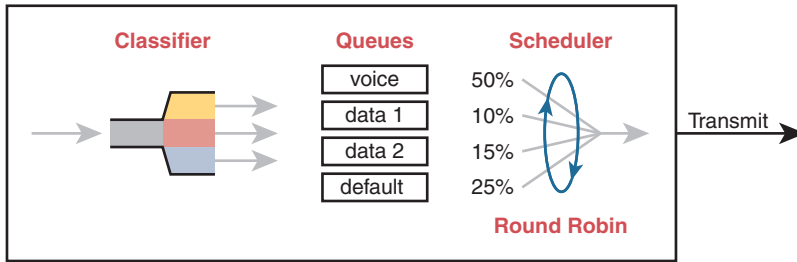 Classifier
Queues
Scheduler
voice
data 1
data 2
default
50%
10%
15%
25%
Round Robin
Transmit